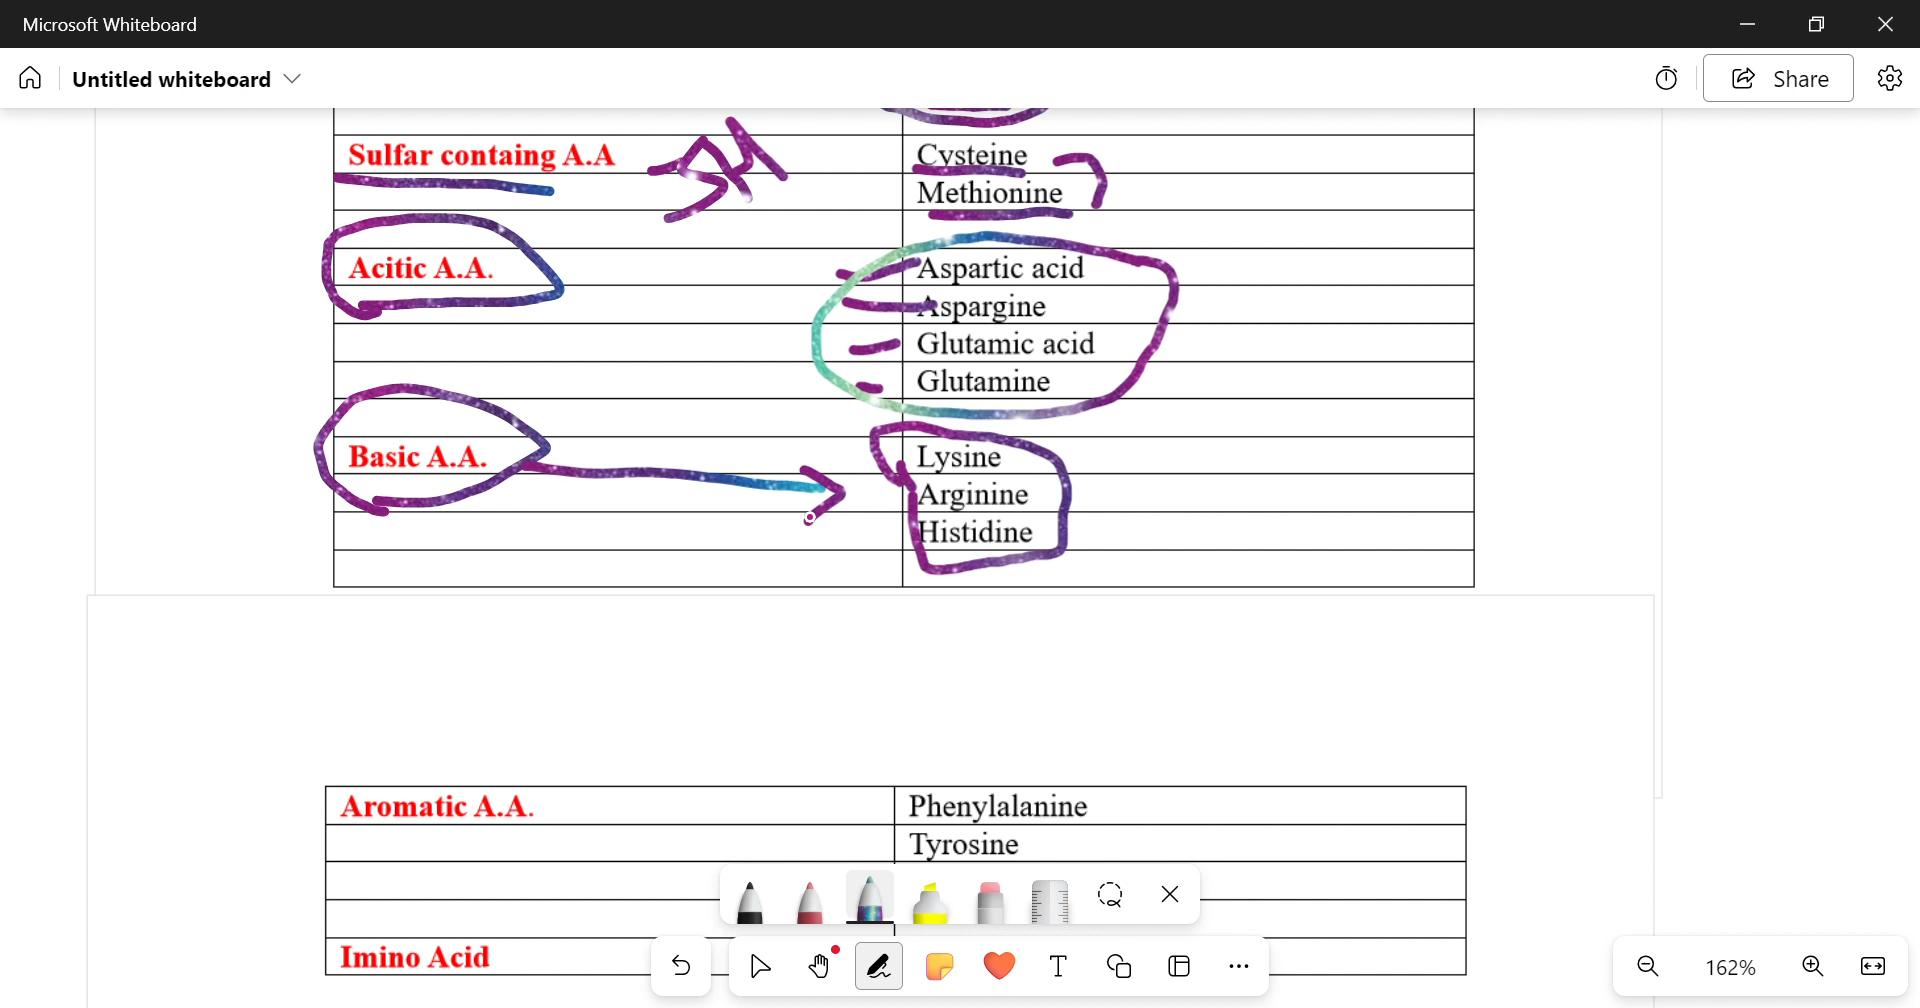 Microsoft Whiteboard
Untitled whiteboard
Share
Sulfar containg A.A
SH
Cysteine
Methionine
Acitic A.A.
Aspartic acid
Aspargine
Glutamic acid
Glutamine
Basic A.A.
Lysine
Arginine
Histidine
Aromatic A.A.
Phenylalanine
Tyrosine
Imino Acid
162%